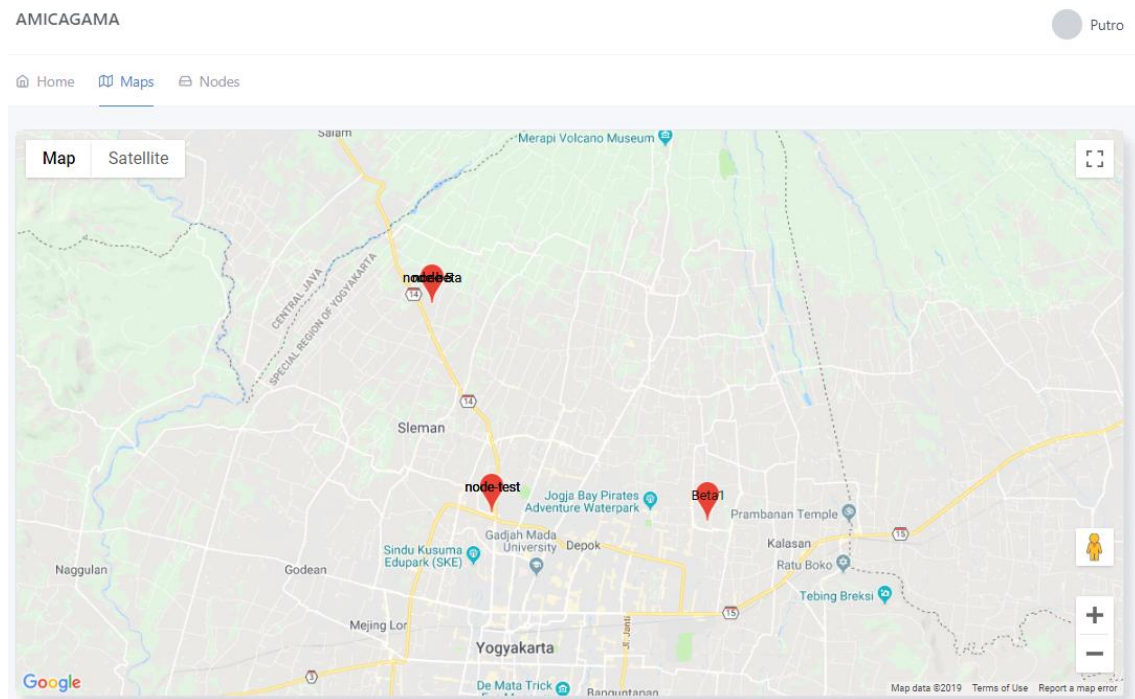 AMICAGAMA
Putro
Home
Maps
Nodes
Map
Satellite
Salam
Merapi Volcano Museum
14
CENTRAL JAVA
SPECIAL REGION OF YOGYAKARTA
14
Sleman
node-test
Beta1
Jogja Bay Pirates
Adventure Waterpark
Prambanan Temple
Gadjah Mada
University
Depok
Kalasan
15
Sindu Kusuma
Edupark (SKE)
Ratu Boko
Naggulan
Godean
Tebing Breksi
15
Mejing Lor
Jl. Janti
Yogyakarta
3
De Mata Trick
Banguntapan
Google
Map data ©2019
Terms of Use
Report a map error